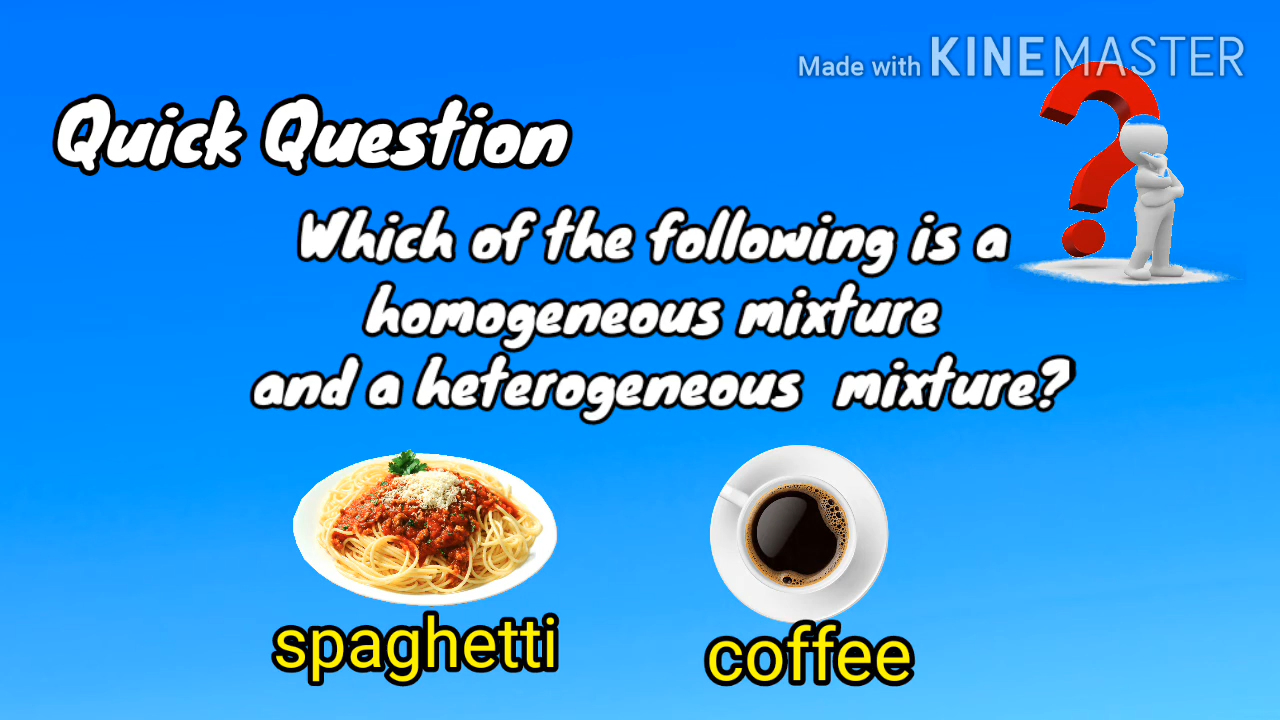 Made with KINEMASTER
Quick Question
Which of the following is a
homogeneous mixture
and a heterogeneous mixture?
spaghetti
coffee